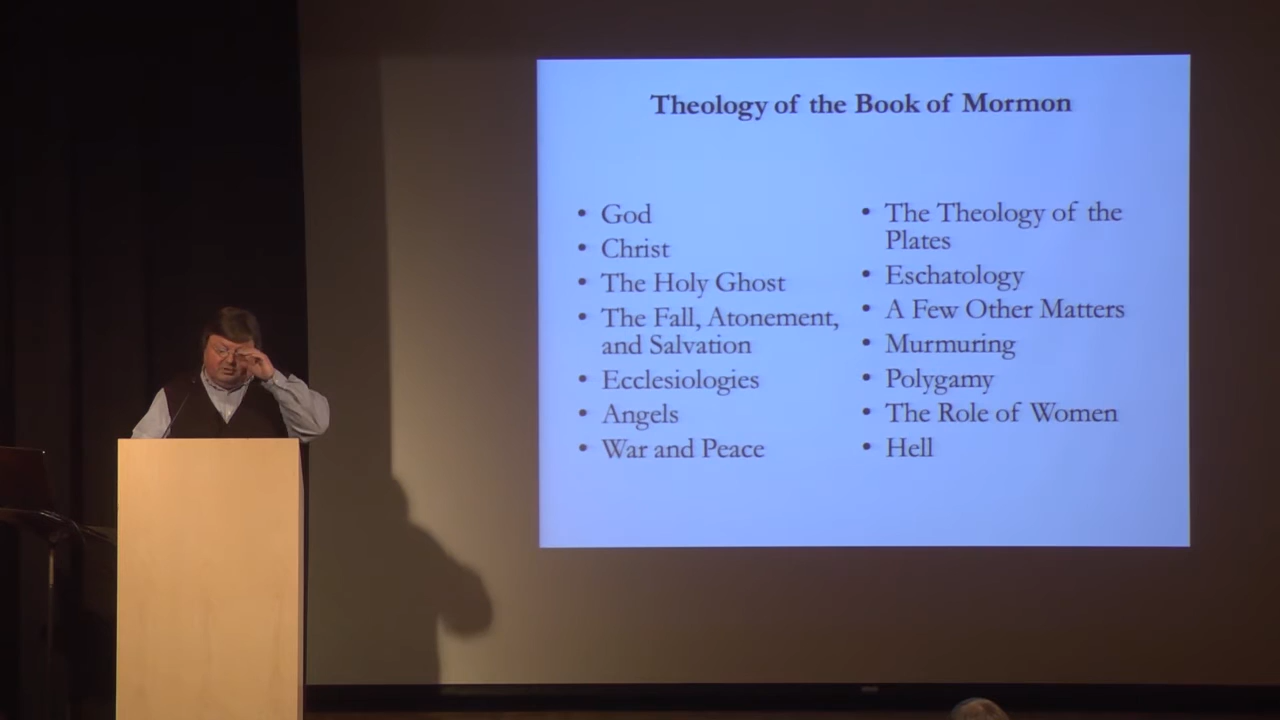 Theology of the Book of Mormon
• God
• Christ
• The Holy Ghost
• The Fall, Atonement,
and Salvation
• Ecclesiologies
• Angels
• War and Peace
• The Theology of the
Plates
• Eschatology
• A Few Other Matters
• Murmuring
• Polygamy
• The Role of Women
• Hell